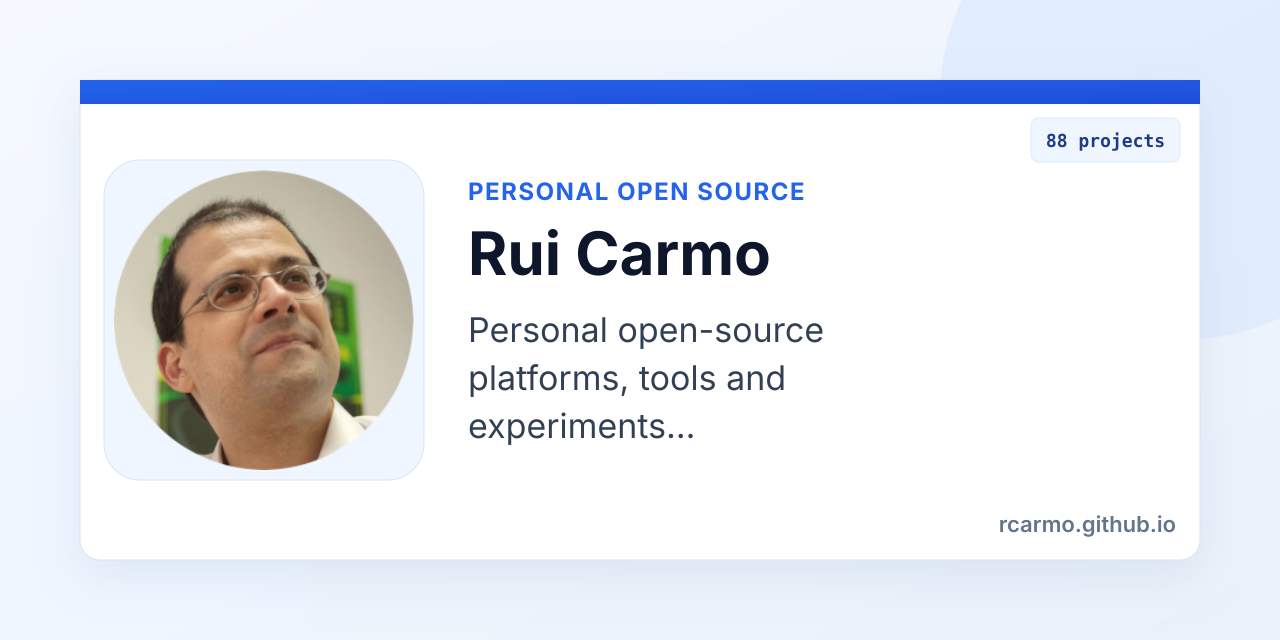 88 projects
PERSONAL OPEN SOURCE
Rui Carmo
Personal open-source
platforms, tools and
experiments...
rcarmo.github.io